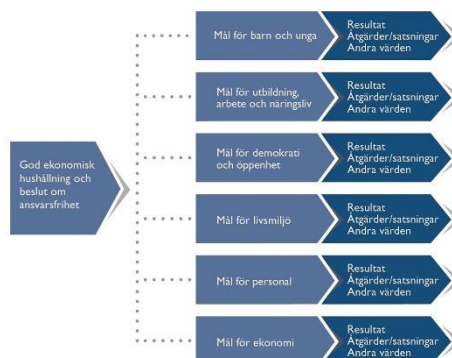 God ekonomisk
hushållning och
beslut om
ansvarsfrihet
Mål för barn och unga
Resultat
Åtgärder/satsningar
Andra värden
Mål för utbildning,
arbete och näringsliv
Resultat
Åtgärder/satsningar
Andra värden
Mål för demokrati
och öppenhet
Resultat
Åtgärder/satsningar
Andra värden
Mål för livsmiljö
Resultat
Åtgärder/satsningar
Andra värden
Mål för personal
Resultat
Åtgärder/satsningar
Andra värden
Mål för ekonomi
Resultat
Åtgärder/satsningar
Andra värden